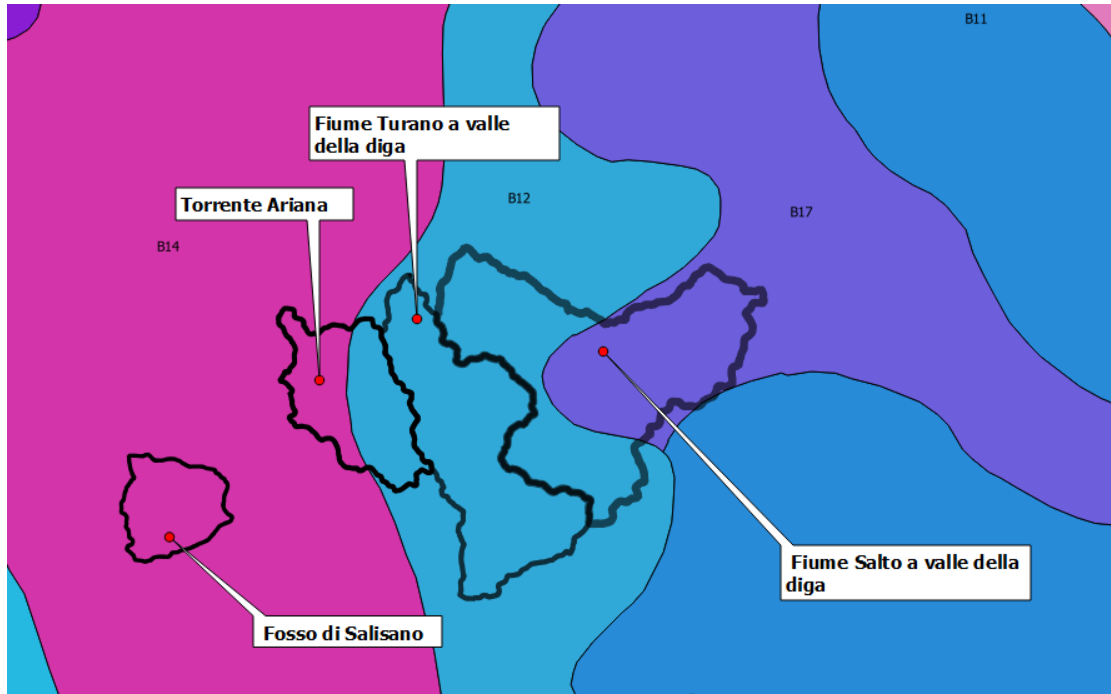 B11
Fiume Turano a valle
della diga
Torrente Ariana
B12
B17
B14
Fiume Salto a valle della
diga
Fosso di Salisano